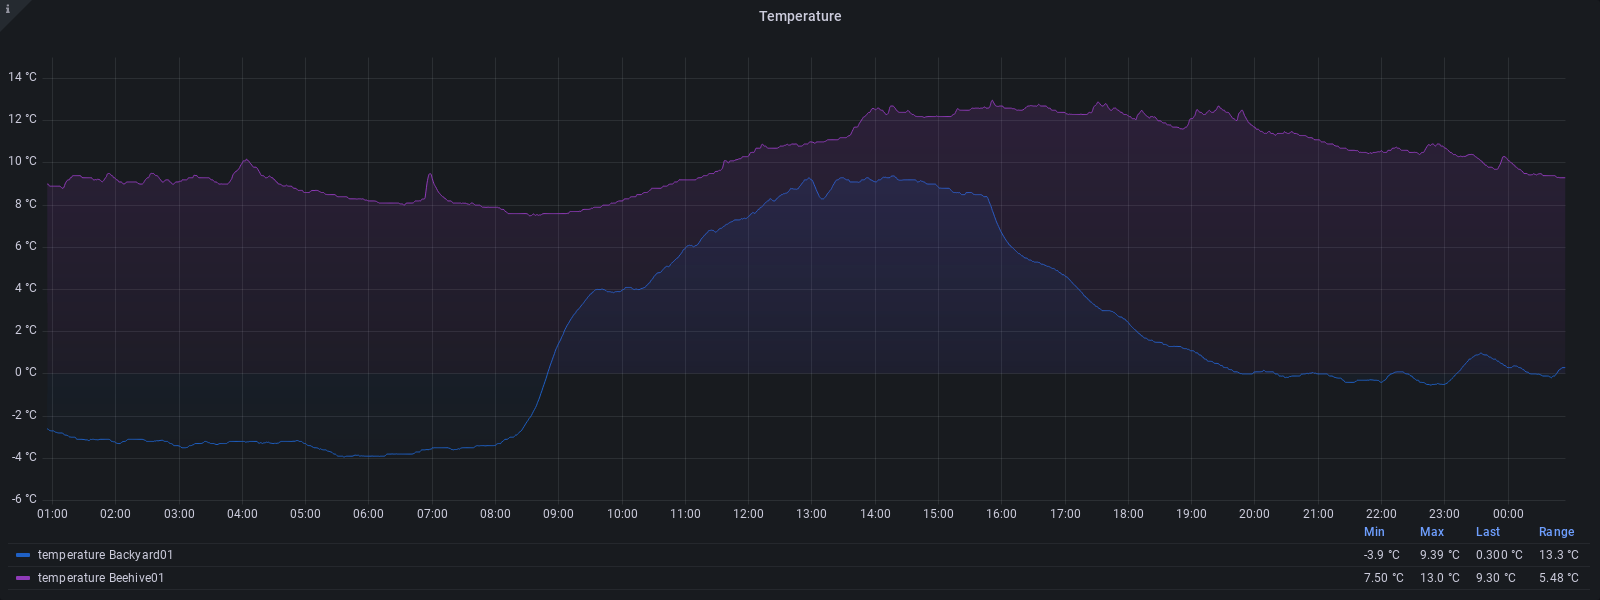 i
Temperature
14 °C
12 °C
10 °C
8 °C
6 °C
4 °C
2 °C
0 °C
-2 °C
-4 °C
-6 °C
01:00 02:00 03:00 04:00 05:00 06:00 07:00 08:00 09:00 10:00 11:00 12:00 13:00 14:00 15:00 16:00 17:00 18:00 19:00 20:00 21:00 22:00 23:00 00:00
Min Max Last Range
temperature Backyard01 -3.9 °C 9.39 °C 0.300 °C 13.3 °C
temperature Beehive01 7.50 °C 13.0 °C 9.30 °C 5.48 °C